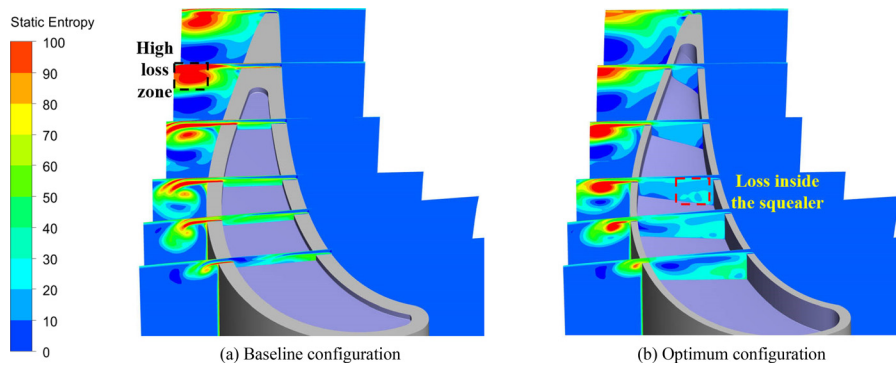 Static Entropy
100
90
80
70
60
50
40
30
20
10
0
High
loss
zone
Loss inside
the squealer
(a) Baseline configuration
(b) Optimum configuration